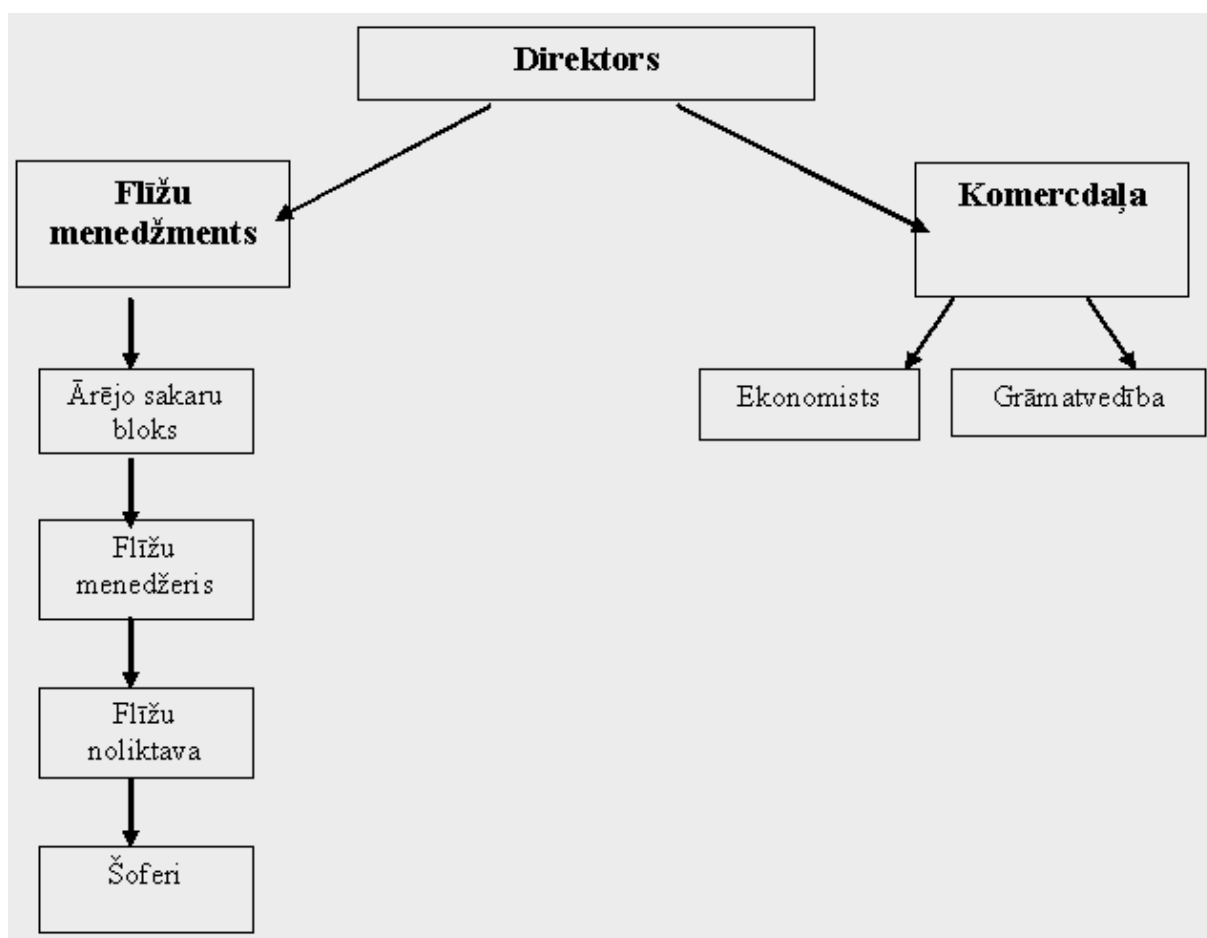 Direktors
Flīžu
menedžments
Komercdaļa
Ārējo sakaru
bloks
Ekonomists
Grāmatvedība
Flīžu
menedžeris
Flīžu
noliktava
Šoferi